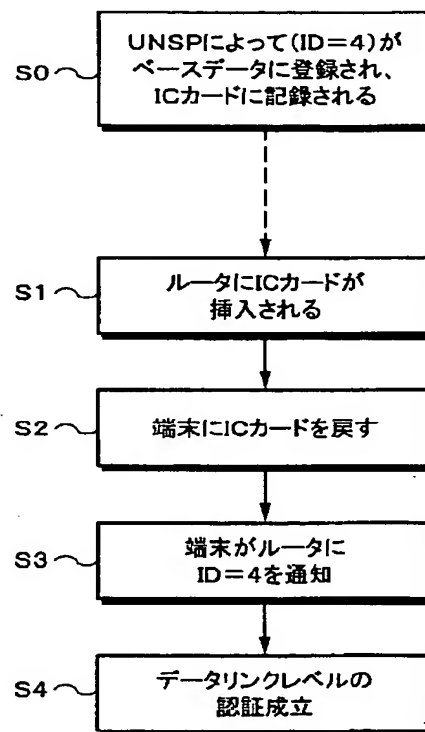 S0
UNSPによって(ID=4)が
ベースデータに登録され、
ICカードに記録される
S1
ルータにICカードが
挿入される
S2
端末にICカードを戻す
S3
端末がルータに
ID=4を通知
S4
データリンクレベルの
認証成立